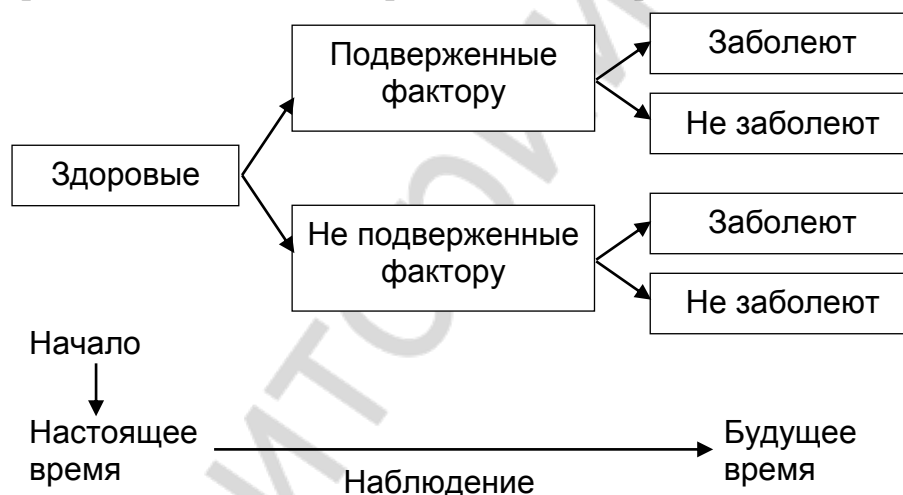 Подверженные
фактору
Заболеют
Не заболеют
Здоровые
Не подверженные
фактору
Заболеют
Не заболеют
Начало
Настоящее
время
Наблюдение
Будущее
время